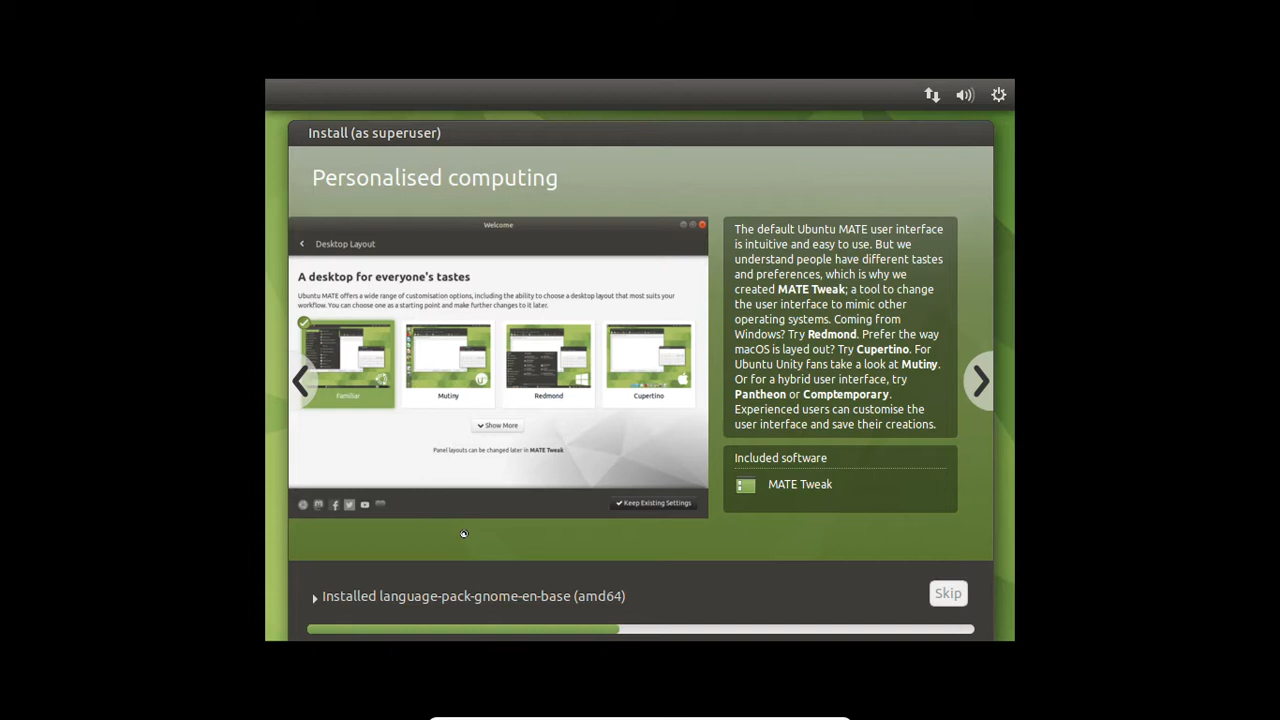 Install (as superuser)
Personalised computing
Welcome
Desktop Layout
A desktop for everyone's tastes
Ubuntu MATE offers a wide range of customisation options, including the ability to choose a desktop layout that most suits your
workflow. You can choose one as a starting point and make further changes to it later.
Familiar
Mutiny
Redmond
Cupertino
Show More
Panel layouts can be changed later in MATE Tweak
Keep Existing Settings
The default Ubuntu MATE user interface
is intuitive and easy to use. But we
understand people have different tastes
and preferences, which is why we
created MATE Tweak; a tool to change
the user interface to mimic other
operating systems. Coming from
Windows? Try Redmond. Prefer the way
macOS is layed out? Try Cupertino. For
Ubuntu Unity fans take a look at Mutiny.
Or for a hybrid user interface, try
Pantheon or Comptemporary.
Experienced users can customise the
user interface and save their creations.
Included software
MATE Tweak
Installed language-pack-gnome-en-base (amd64)
Skip